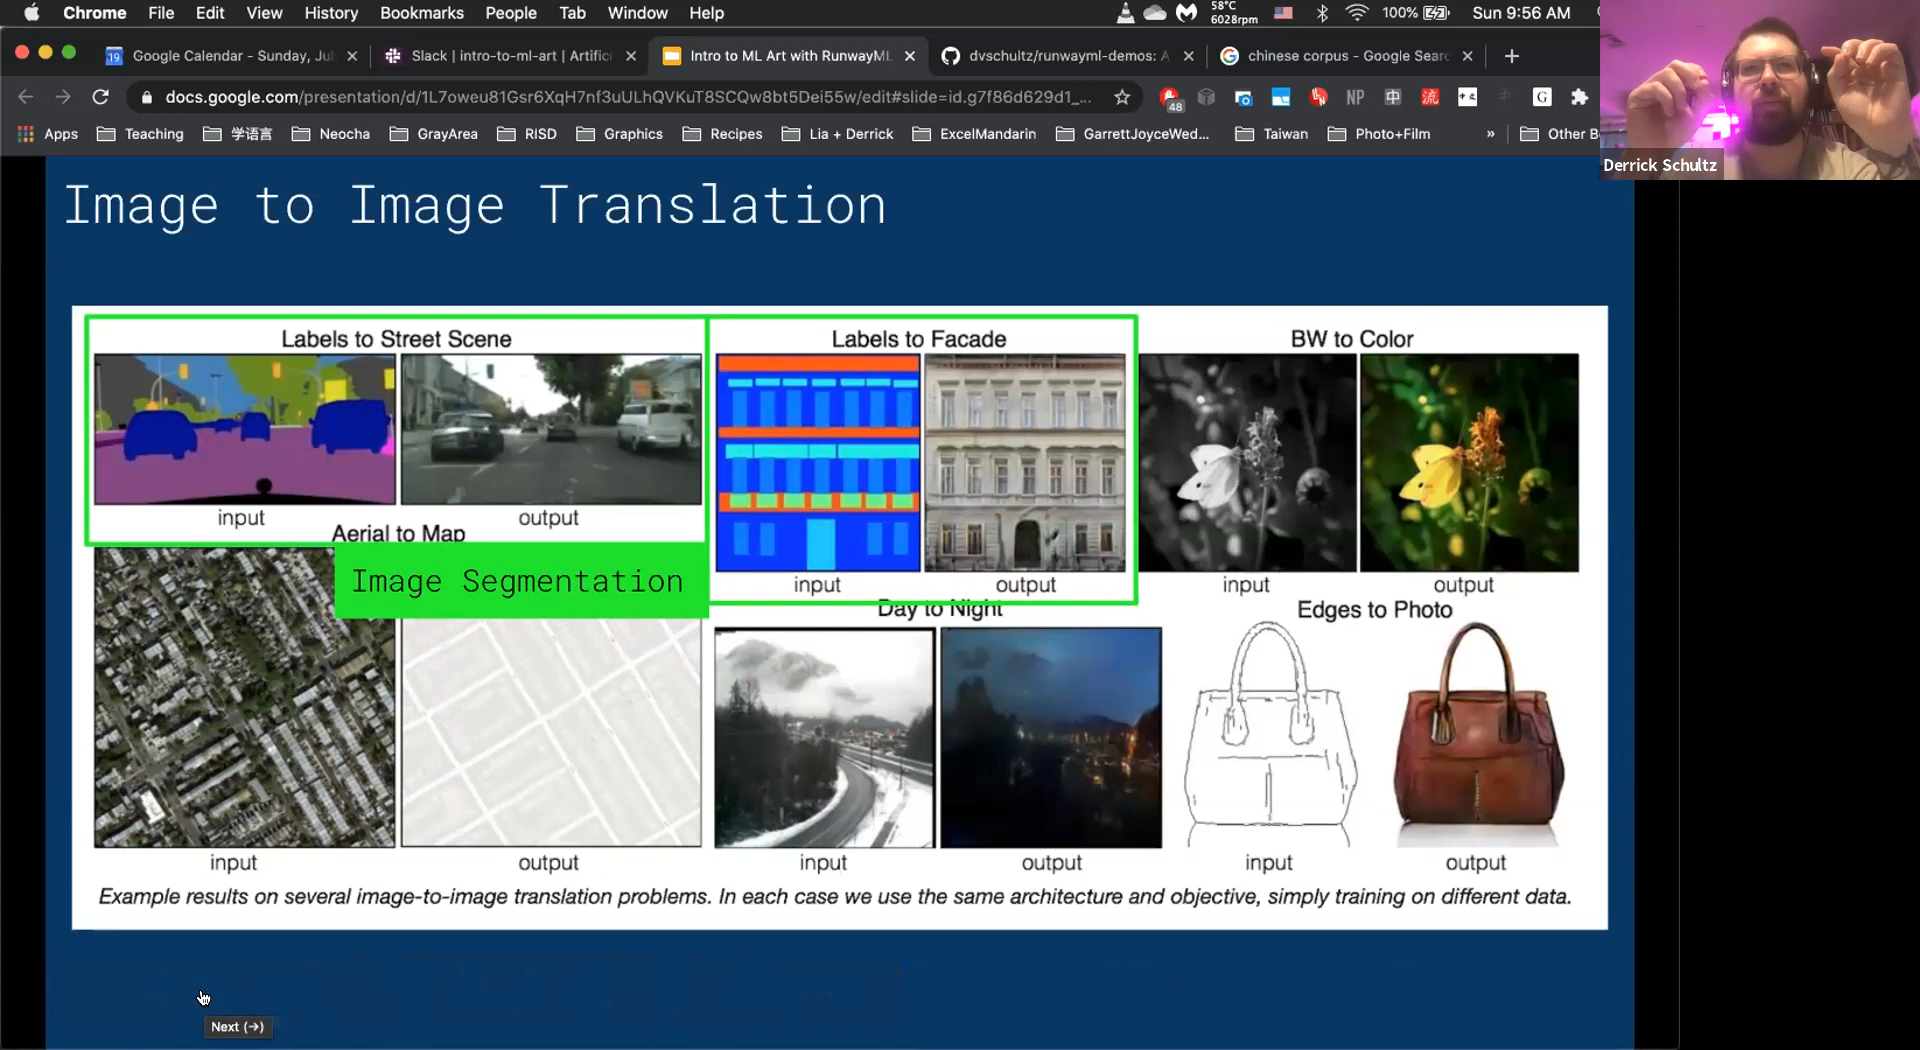 Chrome File Edit View History Bookmarks People Tab Window Help
58°C
6028rpm
100%
Sun 9:56 AM
19
Google Calendar - Sunday, Jul
Slack | intro-to-ml-art | Artific
Intro to ML Art with RunwayML
dvschultz/runwayml-demos: A
chinese corpus - Google Searc
docs.google.com/presentation/d/1L7oweu81Gsr6XqH7nf3uULhQVKuT8SCQw8bt5Dei55w/edit#slide=id.g7f86d629d1_...
48
NP
中
流
G
Apps Teaching 学语言 Neocha GrayArea RISD Graphics Recipes Lia + Derrick ExcelMandarin GarrettJoyceWed... Taiwan Photo+Film » Other B
Derrick Schultz
Image to Image Translation
Labels to Street Scene
input output
Labels to Facade
input output
BW to Color
input output
Aerial to Map
Image Segmentation
input output
Day to Night
input output
Edges to Photo
input output
Example results on several image-to-image translation problems. In each case we use the same architecture and objective, simply training on different data.
Next (→)